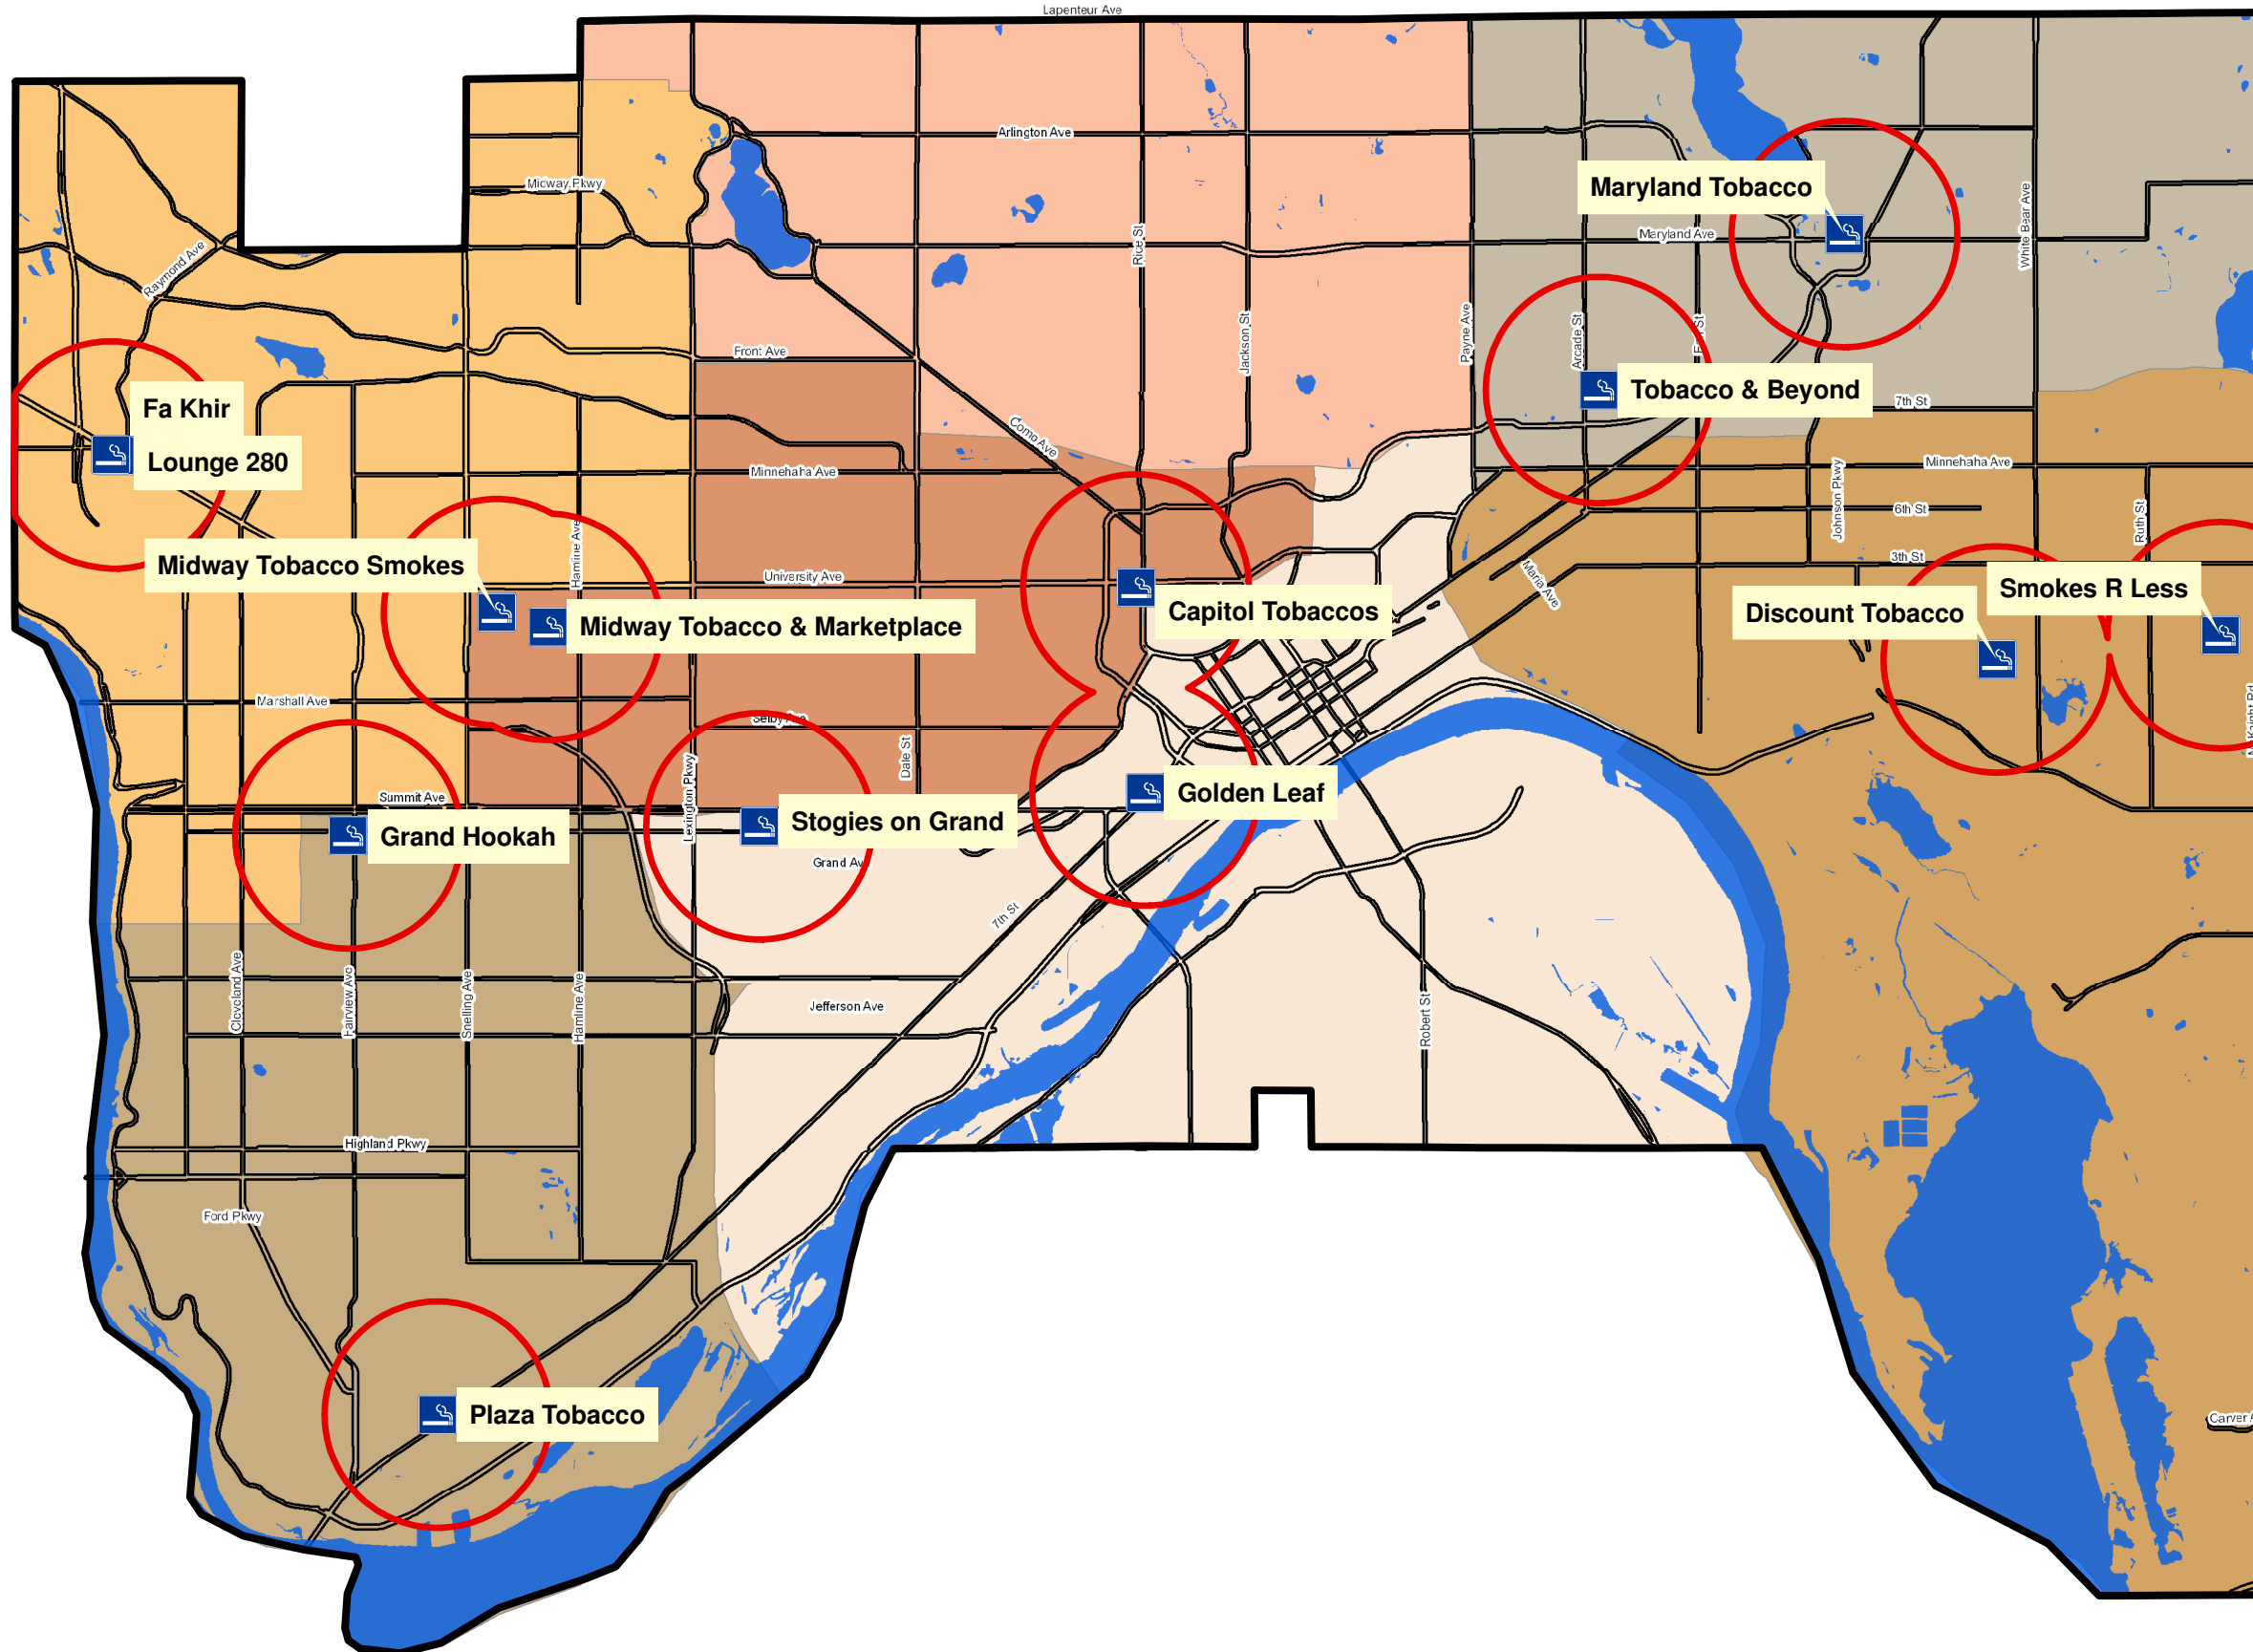 Lapenteur Ave
Arlington Ave
Midway Pkwy
Maryland Tobacco
Maryland Ave
White Bear Ave
Rice St
Raymond Ave
Jackson St
Payne Ave
Arcade St
Front Ave
Fa Khir
Tobacco & Beyond
7th St
Como Ave
Lounge 280
Minnehaha Ave
Minnehaha Ave
Johnson Pkwy
6th St
Ruth St
Hamline Ave
3th St
Midway Tobacco Smokes
University Ave
Maria Ave
Smokes R Less
Discount Tobacco
Capitol Tobaccos
Midway Tobacco & Marketplace
Marshall Ave
Selby Ave
Dale St
Lexington Pkwy
Summit Ave
Golden Leaf
Stogies on Grand
Grand Hookah
Grand Av
7th St
Cleveland Ave
Fairview Ave
Snelling Ave
Hamline Ave
Jefferson Ave
Robert St
Highland Pkwy
Ford Pkwy
Plaza Tobacco
Carver A